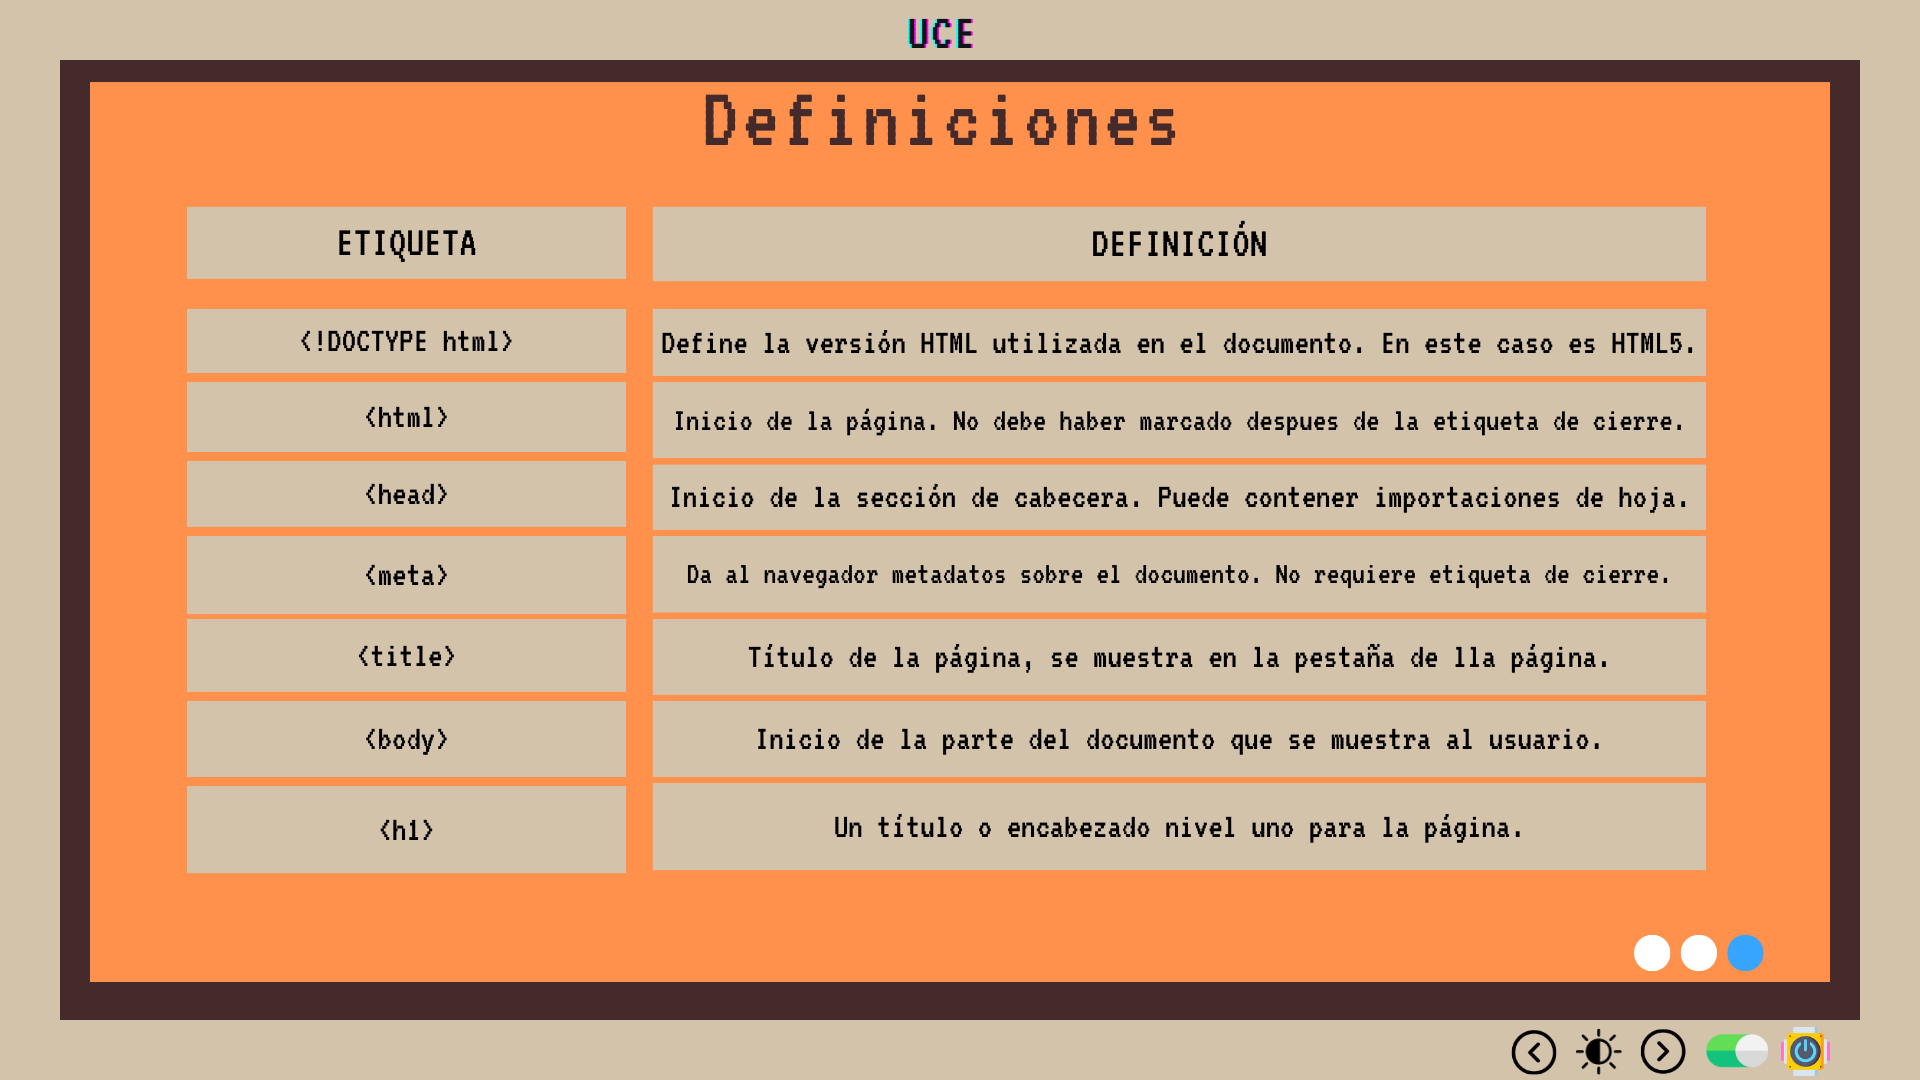 UCE
Definiciones
ETIQUETA
DEFINICIÓN
<!DOCTYPE html>
Define la versión HTML utilizada en el documento. En este caso es HTML5.
<html>
Inicio de la página. No debe haber marcado despues de la etiqueta de cierre.
<head>
Inicio de la sección de cabecera. Puede contener importaciones de hoja.
<meta>
Da al navegador metadatos sobre el documento. No requiere etiqueta de cierre.
<title>
Título de la página, se muestra en la pestaña de lla página.
<body>
Inicio de la parte del documento que se muestra al usuario.
<h1>
Un título o encabezado nivel uno para la página.